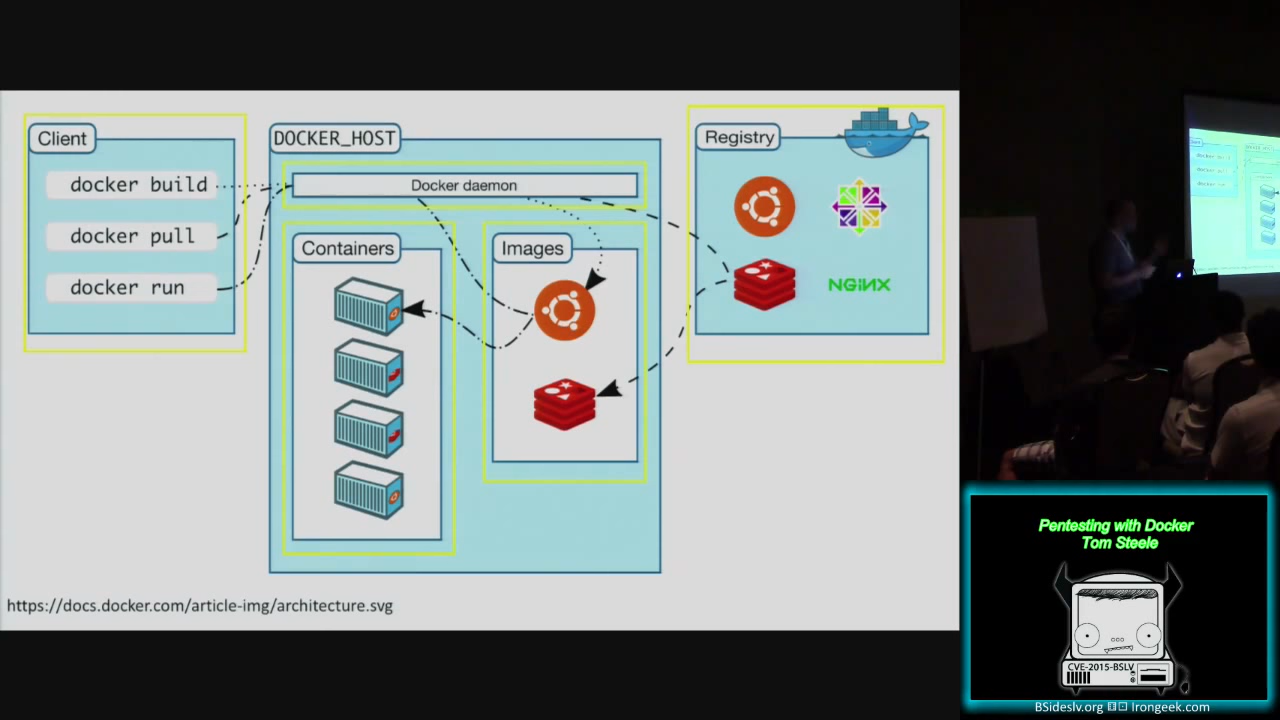 Client
docker build
docker pull
docker run
DOCKER_HOST
Docker daemon
Containers
Images
Registry
NGINX
https://docs.docker.com/article-img/architecture.svg
Pentesting with Docker
Tom Steele
CVE-2015-BSLV
BSideslv.org
Irongeek.com